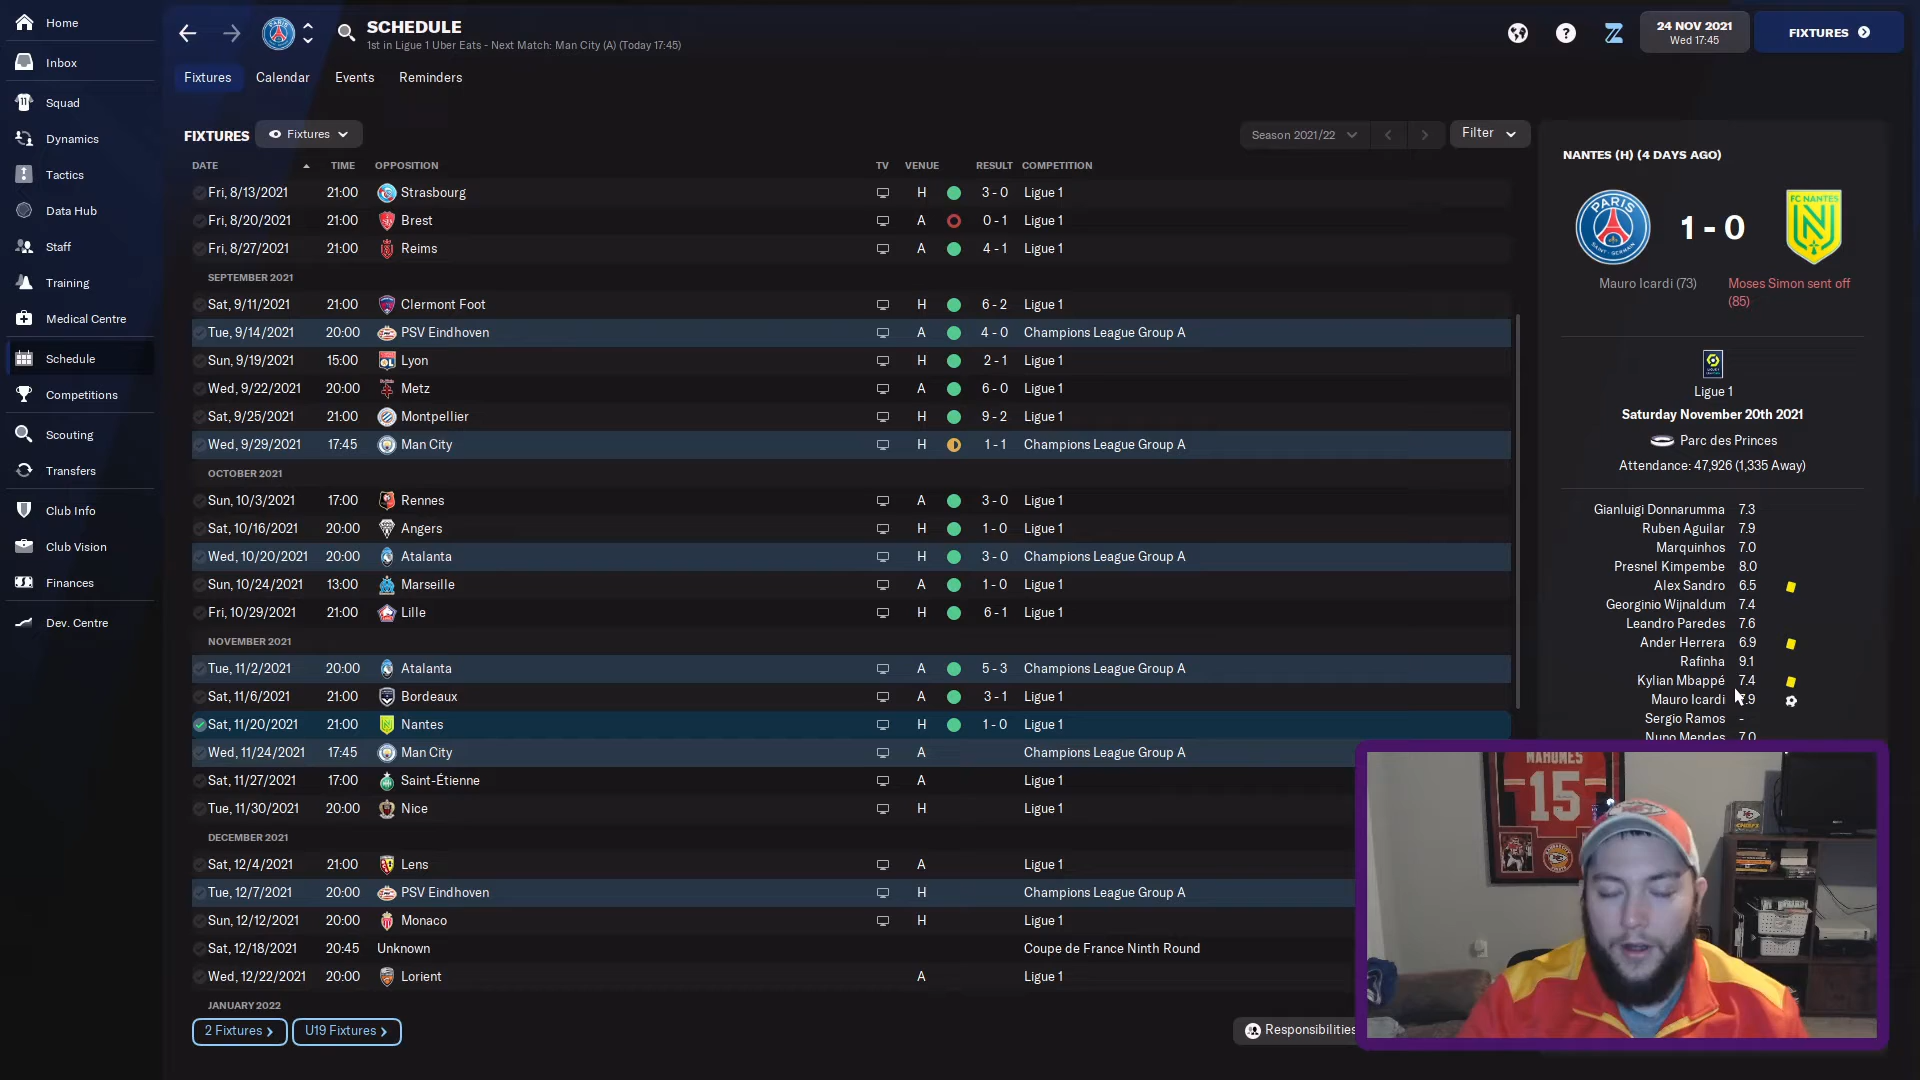 Home
Inbox
Squad
Dynamics
Tactics
Data Hub
Staff
Training
Medical Centre
Schedule
Competitions
Scouting
Transfers
Club Info
Club Vision
Finances
Dev. Centre
SCHEDULE
1st in Ligue 1 Uber Eats - Next Match: Man City (A) (Today 17:45)
24 NOV 2021
Wed 17:45
FIXTURES
Fixtures Calendar Events Reminders
FIXTURES Fixtures
Season 2021/22
Filter
DATE TIME OPPOSITION TV VENUE RESULT COMPETITION
Fri, 8/13/2021 21:00 Strasbourg H 3 - 0 Ligue 1
Fri, 8/20/2021 21:00 Brest A 0 - 1 Ligue 1
Fri, 8/27/2021 21:00 Reims A 4 - 1 Ligue 1
SEPTEMBER 2021
Sat, 9/11/2021 21:00 Clermont Foot H 6 - 2 Ligue 1
Tue, 9/14/2021 20:00 PSV Eindhoven A 4 - 0 Champions League Group A
Sun, 9/19/2021 15:00 Lyon H 2 - 1 Ligue 1
Wed, 9/22/2021 20:00 Metz A 6 - 0 Ligue 1
Sat, 9/25/2021 21:00 Montpellier H 9 - 2 Ligue 1
Wed, 9/29/2021 17:45 Man City H 1 - 1 Champions League Group A
OCTOBER 2021
Sun, 10/3/2021 17:00 Rennes A 3 - 0 Ligue 1
Sat, 10/16/2021 20:00 Angers H 1 - 0 Ligue 1
Wed, 10/20/2021 20:00 Atalanta H 3 - 0 Champions League Group A
Sun, 10/24/2021 13:00 Marseille A 1 - 0 Ligue 1
Fri, 10/29/2021 21:00 Lille H 6 - 1 Ligue 1
NOVEMBER 2021
Tue, 11/2/2021 20:00 Atalanta A 5 - 3 Champions League Group A
Sat, 11/6/2021 21:00 Bordeaux A 3 - 1 Ligue 1
Sat, 11/20/2021 21:00 Nantes H 1 - 0 Ligue 1
Wed, 11/24/2021 17:45 Man City A Champions League Group A
Sat, 11/27/2021 17:00 Saint-Étienne A Ligue 1
Tue, 11/30/2021 20:00 Nice H Ligue 1
DECEMBER 2021
Sat, 12/4/2021 21:00 Lens A Ligue 1
Tue, 12/7/2021 20:00 PSV Eindhoven H Champions League Group A
Sun, 12/12/2021 20:00 Monaco H Ligue 1
Sat, 12/18/2021 20:45 Unknown Coupe de France Ninth Round
Wed, 12/22/2021 20:00 Lorient A Ligue 1
JANUARY 2022
2 Fixtures U19 Fixtures
Responsibilities
NANTES (H) (4 DAYS AGO)
PARIS
SAINT-GERMAIN
1 - 0
FC NANTES
Mauro Icardi (73)
Moses Simon sent off
(85)
Ligue 1
Saturday November 20th 2021
Parc des Princes
Attendance: 47,926 (1,335 Away)
Gianluigi Donnarumma 7.3
Ruben Aguilar 7.9
Marquinhos 7.0
Presnel Kimpembe 8.0
Alex Sandro 6.5
Georginio Wijnaldum 7.4
Leandro Paredes 7.6
Ander Herrera 6.9
Rafinha 9.1
Kylian Mbappé 7.4
Mauro Icardi .9
Sergio Ramos -
Nuno Mendes 7.0
MAHOMES
15